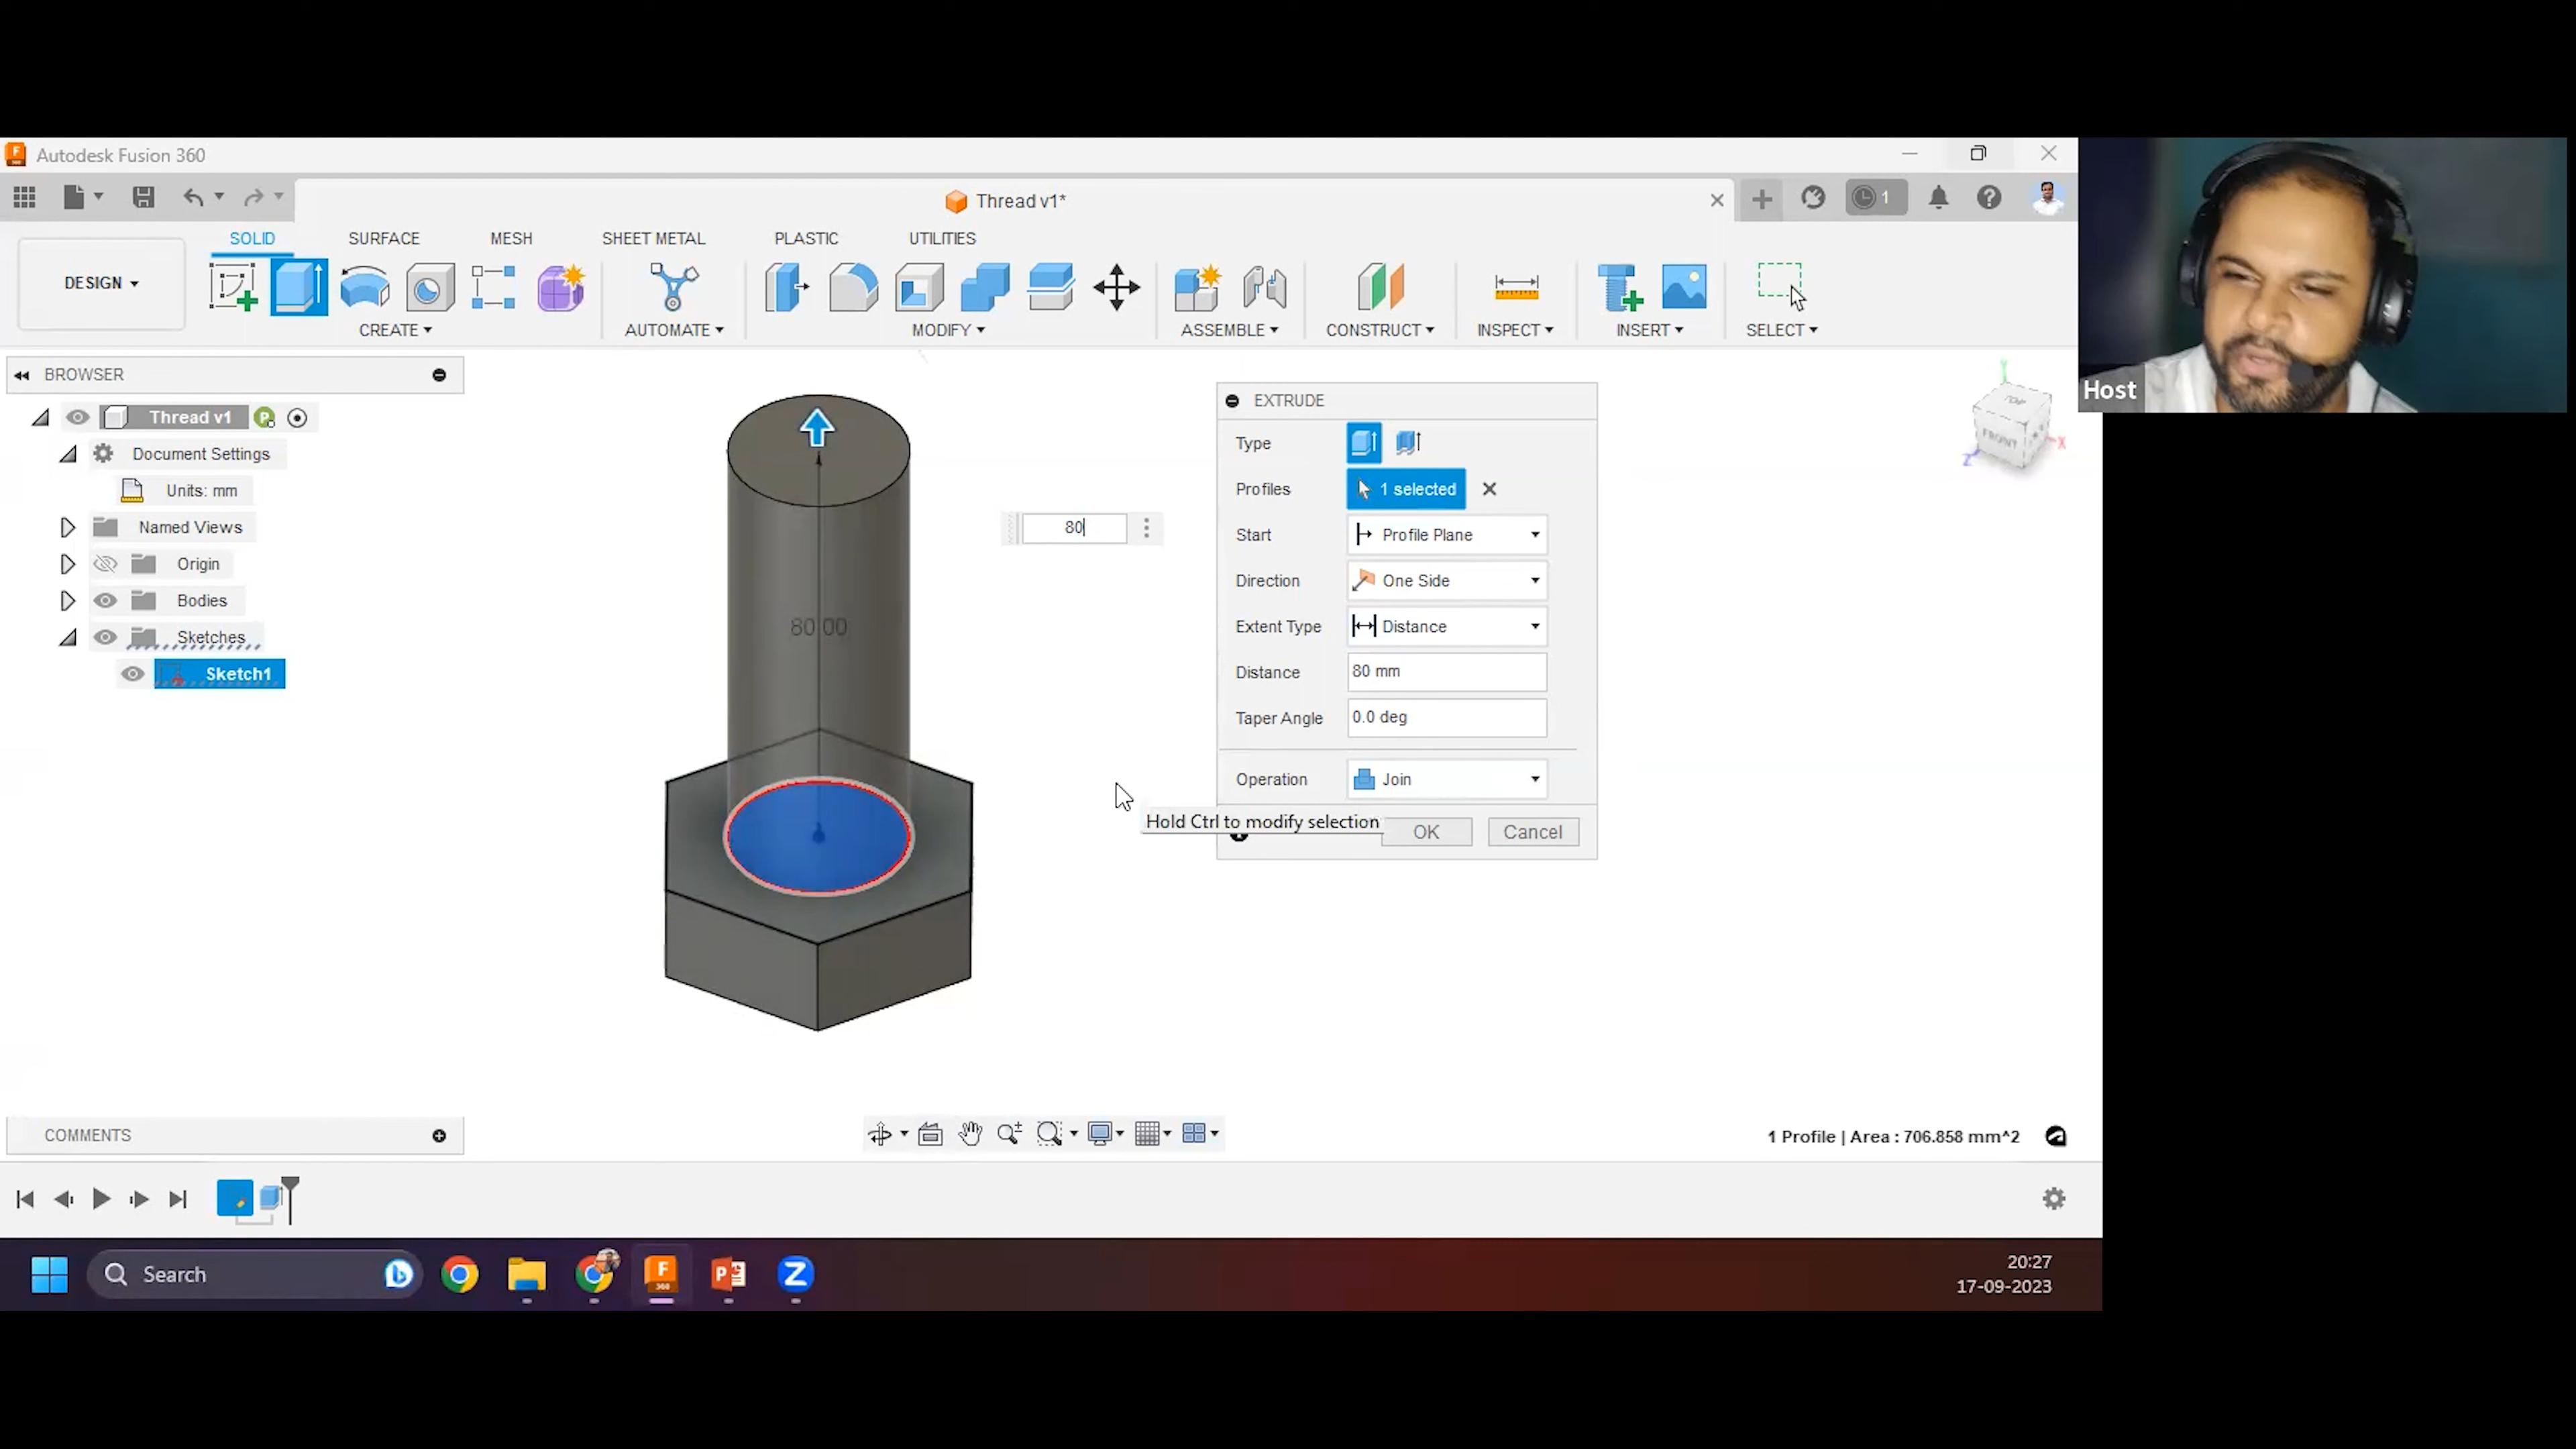 Autodesk Fusion 360
Thread v1*
1
SOLID SURFACE MESH SHEET METAL PLASTIC UTILITIES
DESIGN
CREATE AUTOMATE MODIFY ASSEMBLE CONSTRUCT INSPECT INSERT SELECT
BROWSER
Thread v1
Document Settings
Units: mm
Named Views
Origin
Bodies
Sketches
Sketch1
80
80.00
EXTRUDE
Type
Profiles 1 selected
Start Profile Plane
Direction One Side
Extent Type Distance
Distance 80 mm
Taper Angle 0.0 deg
Operation Join
Hold Ctrl to modify selection
OK Cancel
TOP
FRONT
X
Y
Z
Host
COMMENTS
1 Profile | Area : 706.858 mm^2
Search
20:27
17-09-2023